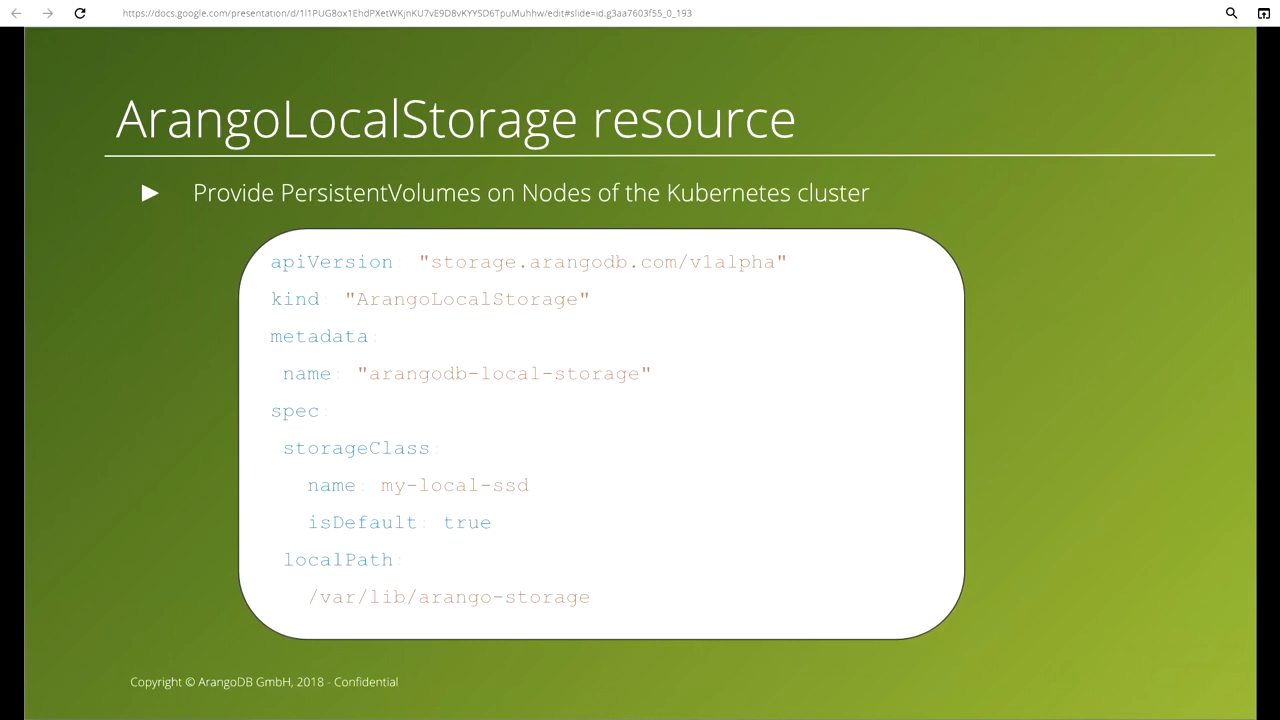 https://docs.google.com/presentation/d/1l1PUG8ox1EhdPXetWKjnKU7vE9D8vKYYSD6TpuMuhhw/edit#slide=id.g3aa7603f55_0_193
ArangoLocalStorage resource
► Provide PersistentVolumes on Nodes of the Kubernetes cluster
apiVersion: "storage.arangodb.com/v1alpha"
kind: "ArangoLocalStorage"
metadata:
name: "arangodb-local-storage"
spec:
storageClass:
name: my-local-ssd
isDefault: true
localPath:
/var/lib/arango-storage
Copyright © ArangoDB GmbH, 2018 - Confidential